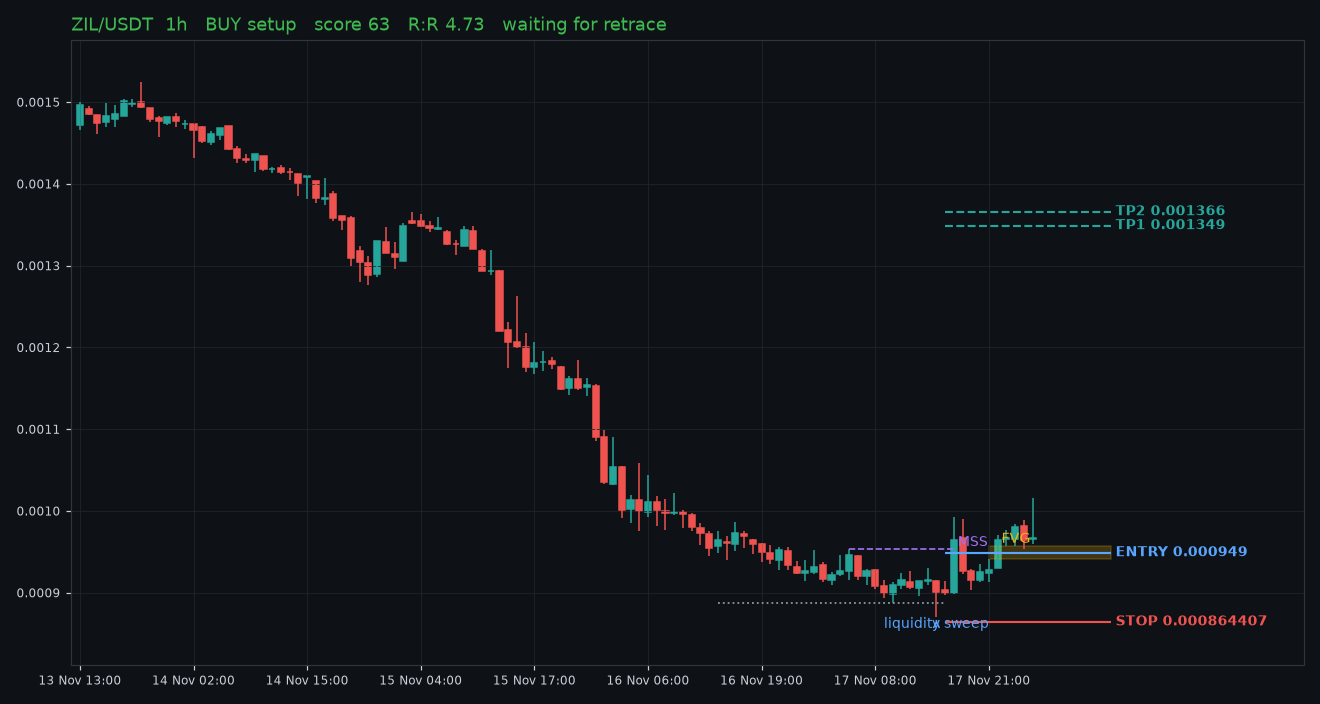 ZIL/USDT 1h BUY setup score 63 R:R 4.73 waiting for retrace
0.0015
0.0014
0.0013
0.0012
0.0011
0.0010
0.0009
TP2 0.001366
TP1 0.001349
MSS
FVG
ENTRY 0.000949
liquidity sweep
STOP 0.000864407
13 Nov 13:00
14 Nov 02:00
14 Nov 15:00
15 Nov 04:00
15 Nov 17:00
16 Nov 06:00
16 Nov 19:00
17 Nov 08:00
17 Nov 21:00